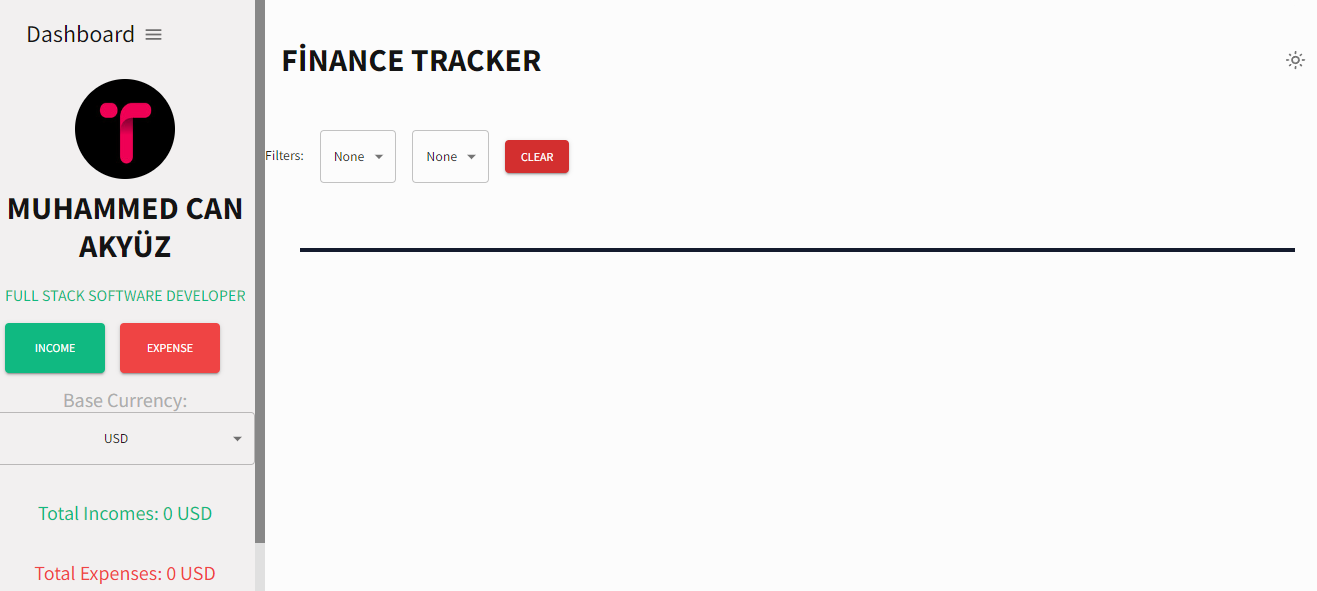 Dashboard
FİNANCE TRACKER
MUHAMMED CAN
AKYÜZ
FULL STACK SOFTWARE DEVELOPER
INCOME
EXPENSE
Base Currency:
USD
Total Incomes: 0 USD
Total Expenses: 0 USD
Filters:
None
None
CLEAR